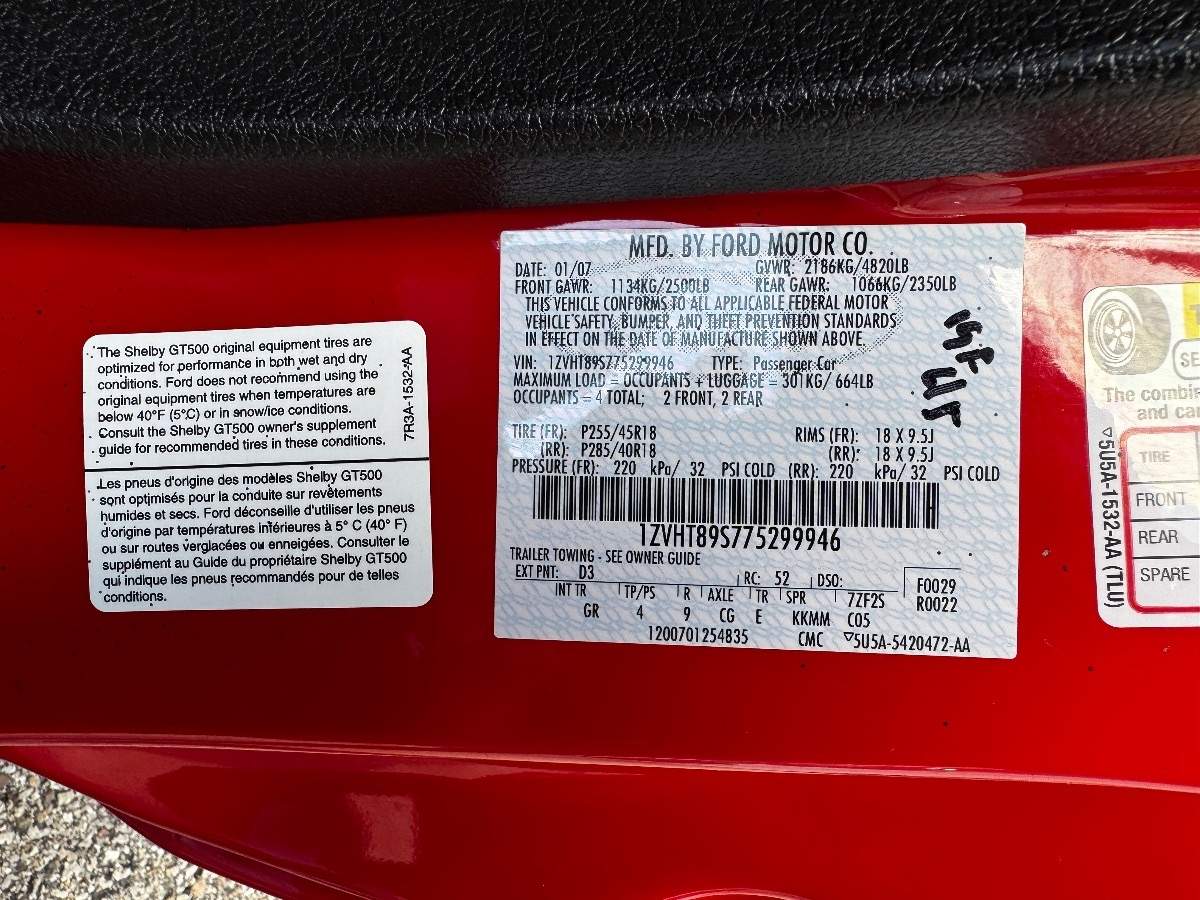 The Shelby GT500 original equipment tires are
optimized for performance in both wet and dry
conditions. Ford does not recommend using the
original equipment tires when temperatures are
below 40°F (5°C) or in snow/ice conditions.
Consult the Shelby GT500 owner's supplement
guide for recommended tires in these conditions.
7R3A-1532-AA
Les pneus d'origine des modèles Shelby GT500
sont optimisés pour la conduite sur revêtements
humides et secs. Ford déconseille d'utiliser les pneus
d'origine par températures inférieures à 5° C (40° F)
ou sur routes verglacées ou enneigées. Consulter le
supplément au Guide du propriétaire Shelby GT500
qui indique les pneus recommandés pour de telles
conditions.
MFD. BY FORD MOTOR CO.
DATE: 01/07 GVWR: 2186KG/4820LB
FRONT GAWR: 1134KG/2500LB REAR GAWR: 1066KG/2350LB
THIS VEHICLE CONFORMS TO ALL APPLICABLE FEDERAL MOTOR
VEHICLE SAFETY, BUMPER, AND THEFT PREVENTION STANDARDS
IN EFFECT ON THE DATE OF MANUFACTURE SHOWN ABOVE.
VIN: 1ZVHT89S775299946 TYPE: Passenger Car
MAXIMUM LOAD = OCCUPANTS + LUGGAGE = 301KG/ 664LB
OCCUPANTS = 4 TOTAL; 2 FRONT, 2 REAR
TIRE (FR): P255/45R18 RIMS (FR): 18 X 9.5J
(RR): P285/40R18 (RR): 18 X 9.5J
PRESSURE (FR): 220 kPa/ 32 PSI COLD (RR): 220 kPa/ 32 PSI COLD
1ZVHT89S775299946
TRAILER TOWING - SEE OWNER GUIDE
EXT PNT: D3 RC: 52 DSO: F0029
INT TR TP/PS R AXLE TR SPR 7ZF2S R0022
GR 4 9 CG E KKMM C05
1200701254835 CMC ▽5U5A-5420472-AA
SE
The combi
and ca
TIRE
FRONT
REAR
SPARE
▽5U5A-1532-AA (TLU)